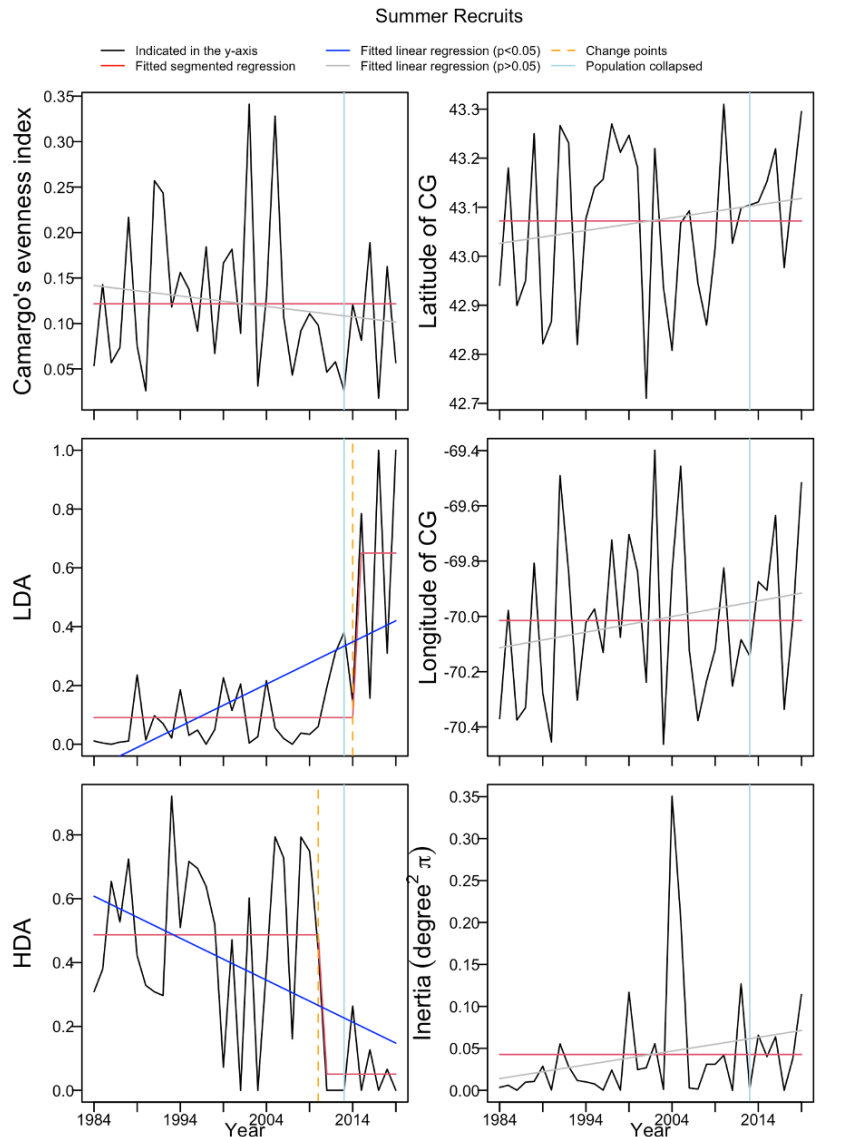 Summer Recruits
Indicated in the y-axis
Fitted linear regression (p<0.05)
Change points
Fitted segmented regression
Fitted linear regression (p>0.05)
Population collapsed
Camargo's evenness index
0.35
0.30
0.25
0.20
0.15
0.10
0.05
Latitude of CG
43.3
43.2
43.1
43.0
42.9
42.8
42.7
LDA
1.0
0.8
0.6
0.4
0.2
0.0
Longitude of CG
-69.4
-69.6
-69.8
-70.0
-70.2
-70.4
HDA
0.8
0.6
0.4
0.2
0.0
1984 1994 2004 2014
Year
Inertia (degree² π)
0.35
0.30
0.25
0.20
0.15
0.10
0.05
0.00
1984 1994 2004 2014
Year